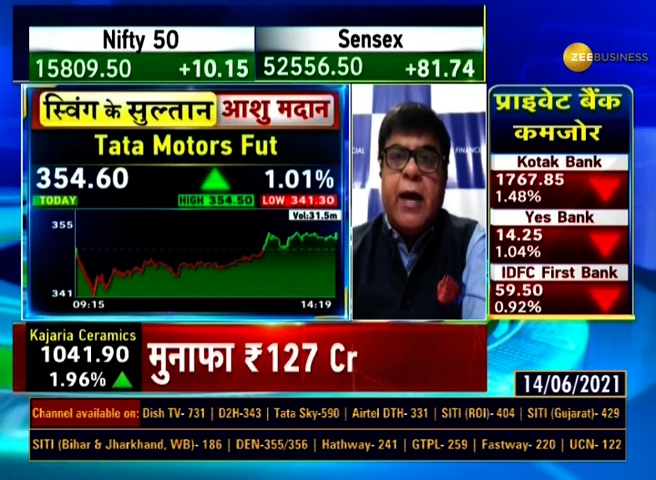 Nifty 50
15809.50 +10.15
Sensex
52556.50 +81.74
ZEE BUSINESS
स्विंग के सुल्तान आशु मदान
Tata Motors Fut
354.60 1.01%
TODAY HIGH 354.50 LOW 341.30
Vol:31.5m
355
341
09:15 14:19
FINANCI
प्राइवेट बैंक
कमजोर
Kotak Bank
1767.85
1.48%
Yes Bank
14.25
1.04%
IDFC First Bank
59.50
0.92%
Kajaria Ceramics
1041.90
1.96%
मुनाफा ₹127 Cr
14/06/2021
Channel available on: Dish TV- 731 | D2H-343 | Tata Sky-590 | Airtel DTH- 331 | SITI (ROI)- 404 | SITI (Gujarat)- 429
SITI (Bihar & Jharkhand, WB)- 186 | DEN-355/356 | Hathway- 241 | GTPL- 259 | Fastway- 220 | UCN- 122